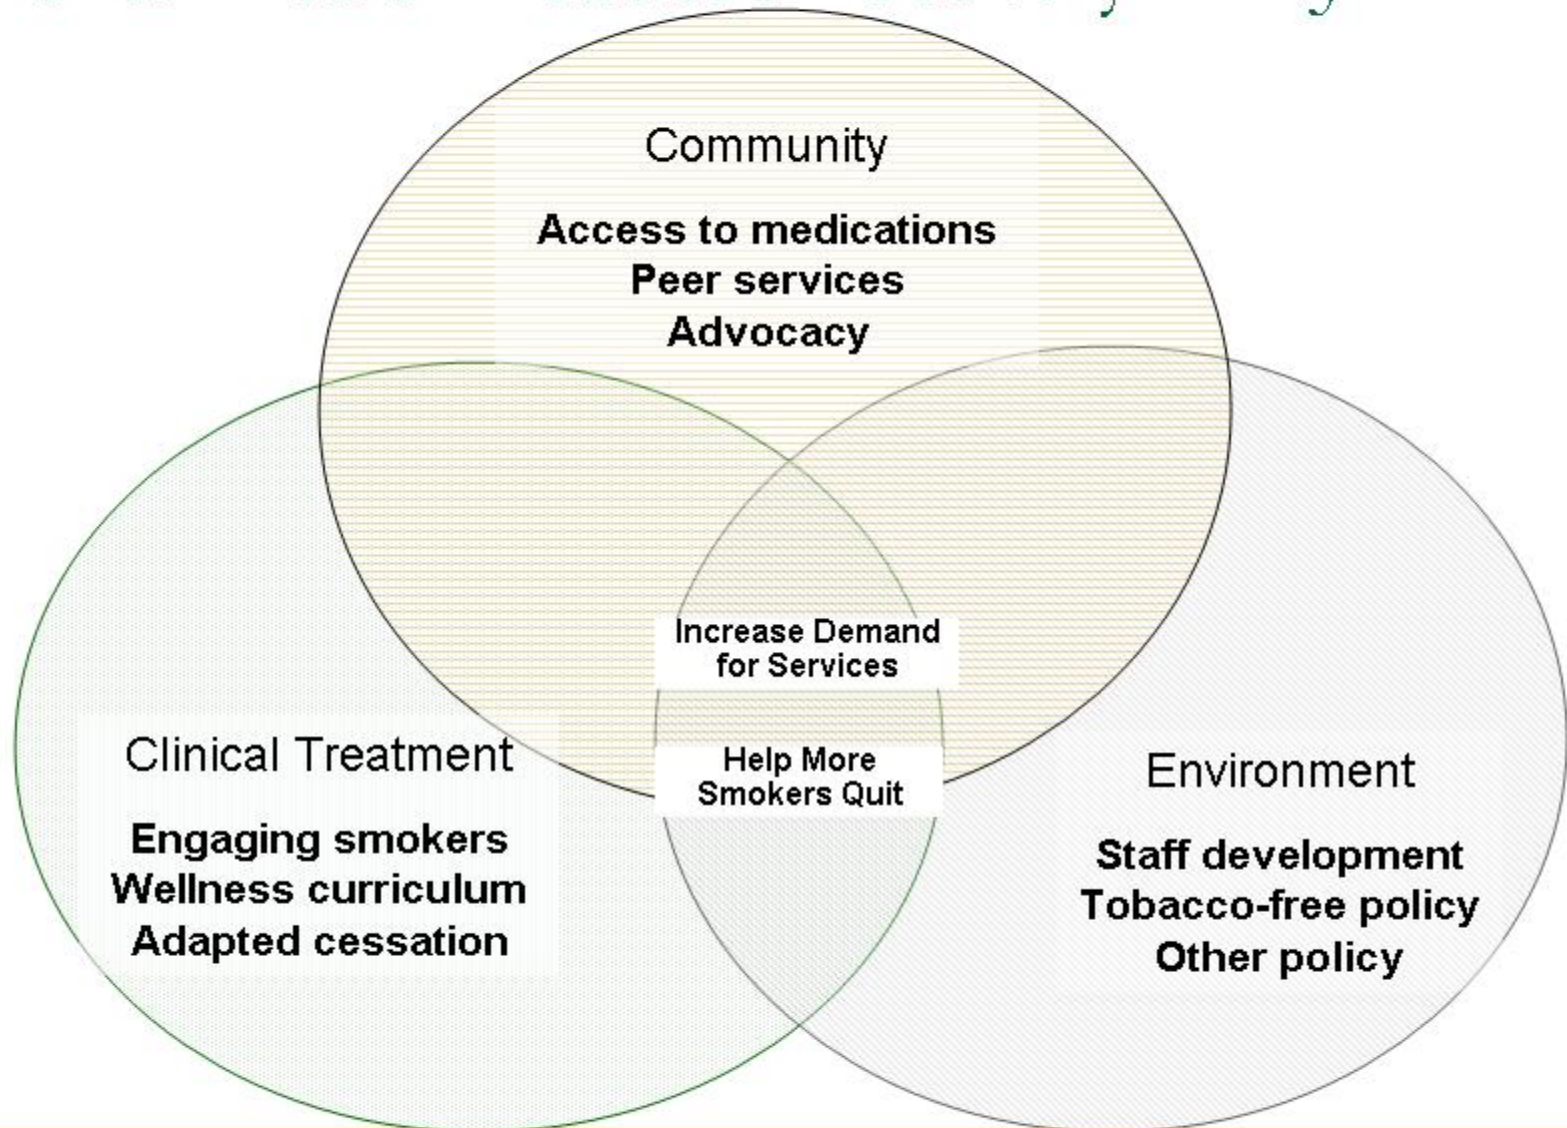 Community
Access to medications
Peer services
Advocacy
Increase Demand
for Services
Help More
Smokers Quit
Clinical Treatment
Engaging smokers
Wellness curriculum
Adapted cessation
Environment
Staff development
Tobacco-free policy
Other policy